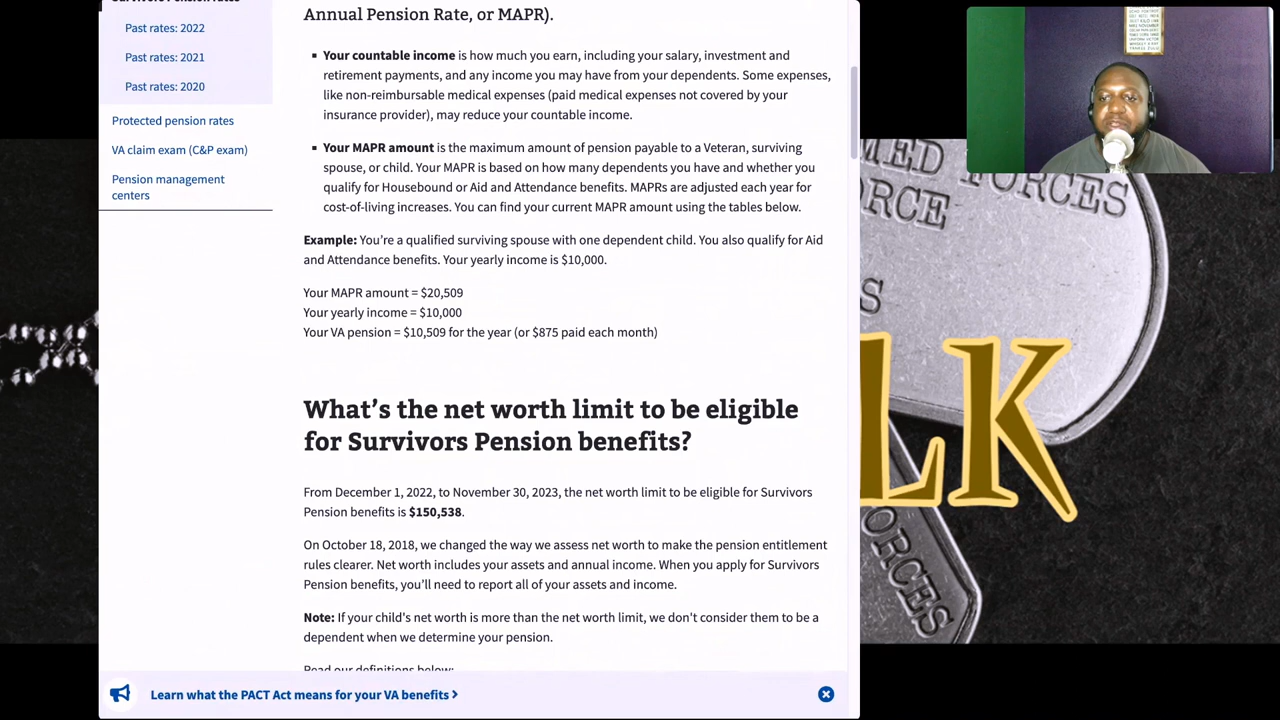 Past rates: 2022
Past rates: 2021
Past rates: 2020
Protected pension rates
VA claim exam (C&P exam)
Pension management
centers
Annual Pension Rate, or MAPR).
▪ Your countable income is how much you earn, including your salary, investment and
retirement payments, and any income you may have from your dependents. Some expenses,
like non-reimbursable medical expenses (paid medical expenses not covered by your
insurance provider), may reduce your countable income.
▪ Your MAPR amount is the maximum amount of pension payable to a Veteran, surviving
spouse, or child. Your MAPR is based on how many dependents you have and whether you
qualify for Housebound or Aid and Attendance benefits. MAPRs are adjusted each year for
cost-of-living increases. You can find your current MAPR amount using the tables below.
Example: You’re a qualified surviving spouse with one dependent child. You also qualify for Aid
and Attendance benefits. Your yearly income is $10,000.
Your MAPR amount = $20,509
Your yearly income = $10,000
Your VA pension = $10,509 for the year (or $875 paid each month)
What’s the net worth limit to be eligible
for Survivors Pension benefits?
From December 1, 2022, to November 30, 2023, the net worth limit to be eligible for Survivors
Pension benefits is $150,538.
On October 18, 2018, we changed the way we assess net worth to make the pension entitlement
rules clearer. Net worth includes your assets and annual income. When you apply for Survivors
Pension benefits, you’ll need to report all of your assets and income.
Note: If your child's net worth is more than the net worth limit, we don't consider them to be a
dependent when we determine your pension.
Read our definitions below:
Learn what the PACT Act means for your VA benefits
MED FORCES
ORCE
S
LK
ORCES